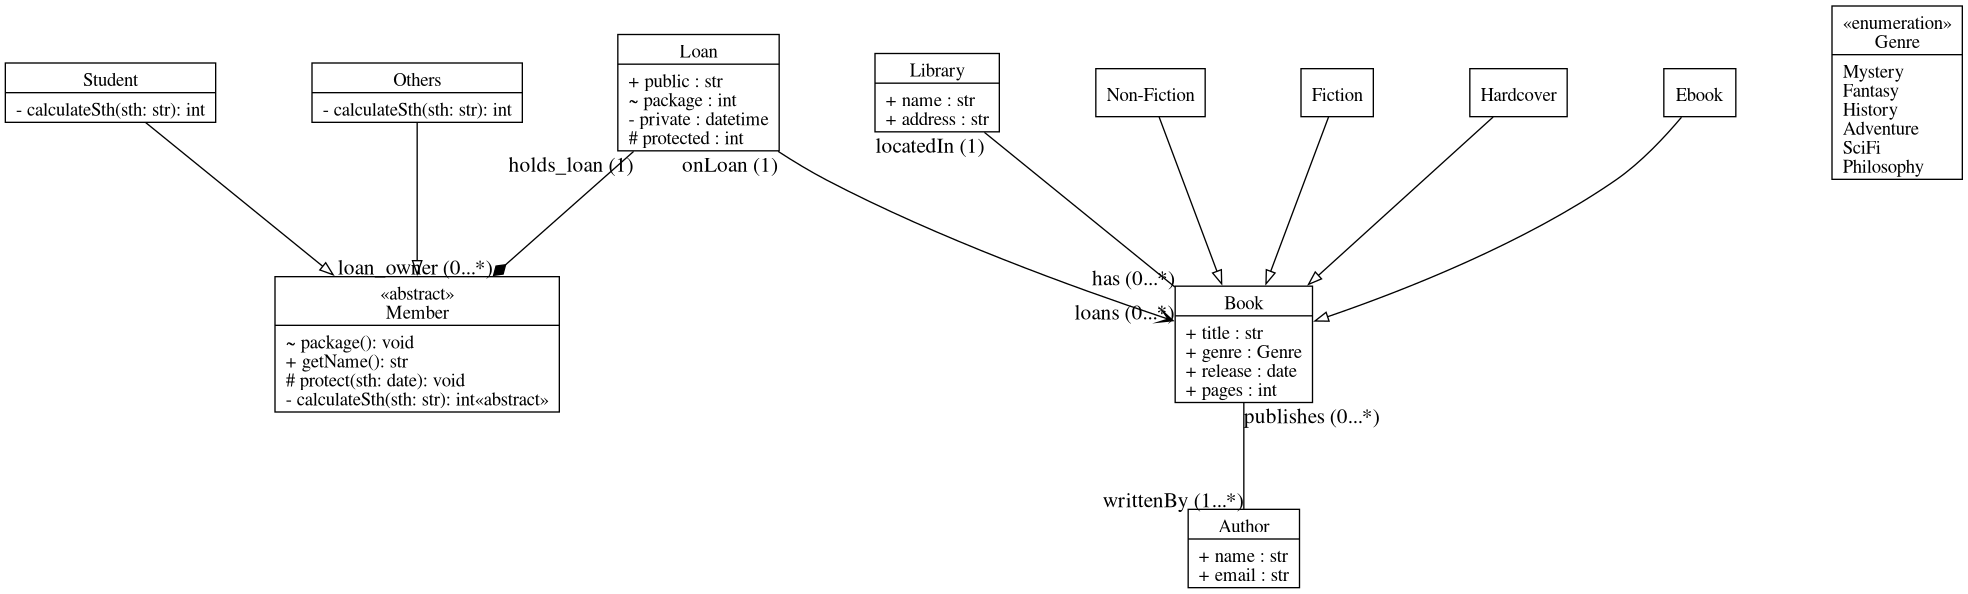 Student
- calculateSth(sth: str): int
Others
- calculateSth(sth: str): int
Loan
+ public : str
~ package : int
- private : datetime
# protected : int
Library
+ name : str
+ address : str
Non-Fiction
Fiction
Hardcover
Ebook
«enumeration»
Genre
Mystery
Fantasy
History
Adventure
SciFi
Philosophy
holds_loan (1)
onLoan (1)
locatedIn (1)
loan_owner (0...*)
has (0...*)
loans (0...*)
«abstract»
Member
~ package(): void
+ getName(): str
# protect(sth: date): void
- calculateSth(sth: str): int«abstract»
Book
+ title : str
+ genre : Genre
+ release : date
+ pages : int
publishes (0...*)
writtenBy (1...*)
Author
+ name : str
+ email : str